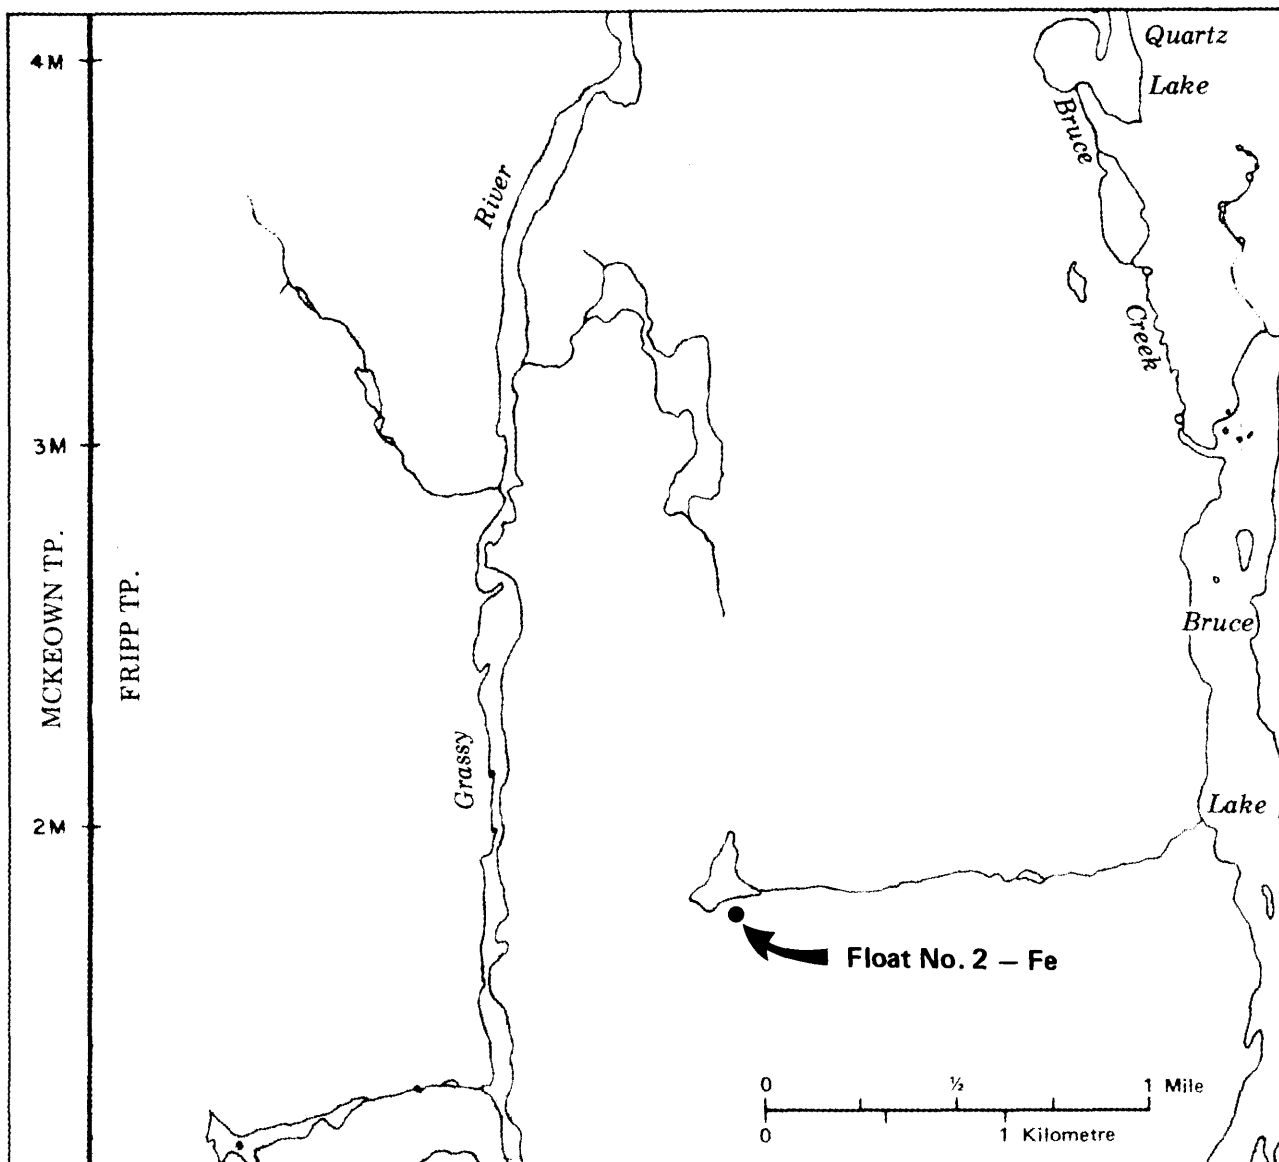 4M
Quartz
Lake
Bruce
River
Creek
3M
MCKEOWN TP.
FRIPP TP.
Bruce
Grassy
2M
Lake
Float No. 2 – Fe
0 ½ 1 Mile
0 1 Kilometre